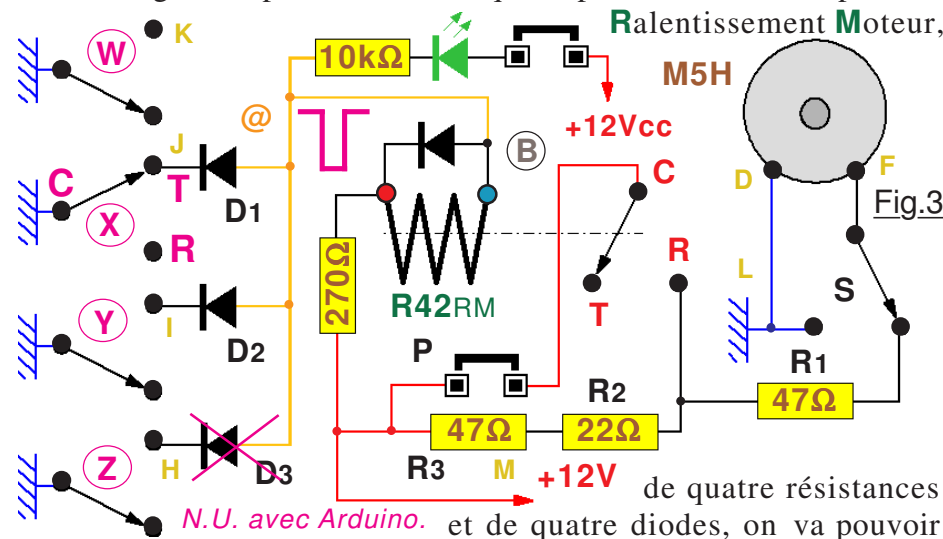 Ralentissement Moteur,
W
K
10kΩ
M5H
@
+12Vcc
J
B
C
T
D1
C
D
F
Fig.3
X
R
270Ω
R
L
S
I
R42RM
T
Y
D2
P
R1
R2
47Ω
47Ω
22Ω
H
D3
R3
M
+12V
Z
de quatre résistances
N.U. avec Arduino.
et de quatre diodes, on va pouvoir